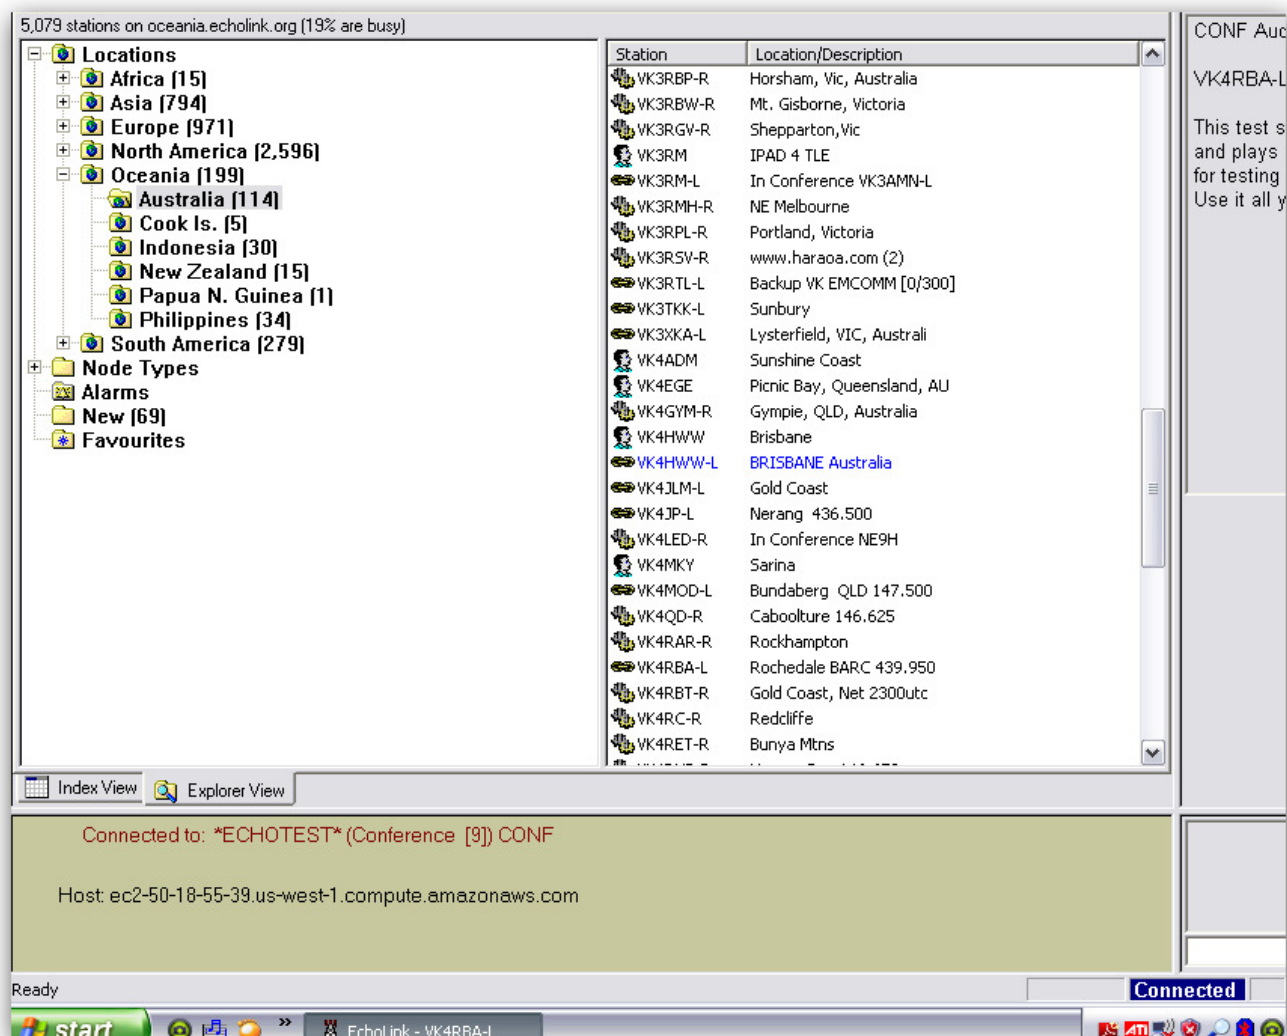 5,079 stations on oceania.echolink.org (19% are busy)
Locations
Africa (15)
Asia (794)
Europe (971)
North America (2,596)
Oceania (199)
Australia (114)
Cook Is. (5)
Indonesia (30)
New Zealand (15)
Papua N. Guinea (1)
Philippines (34)
South America (279)
Node Types
Alarms
New (69)
Favourites
Station Location/Description
VK3RBP-R Horsham, Vic, Australia
VK3RBW-R Mt. Gisborne, Victoria
VK3RGV-R Shepparton,Vic
VK3RM IPAD 4 TLE
VK3RM-L In Conference VK3AMN-L
VK3RMH-R NE Melbourne
VK3RPL-R Portland, Victoria
VK3RSV-R www.haraoa.com (2)
VK3RTL-L Backup VK EMCOMM [0/300]
VK3TKK-L Sunbury
VK3XKA-L Lysterfield, VIC, Australi
VK4ADM Sunshine Coast
VK4EGE Picnic Bay, Queensland, AU
VK4GYM-R Gympie, QLD, Australia
VK4HWW Brisbane
VK4HWW-L BRISBANE Australia
VK4JLM-L Gold Coast
VK4JP-L Nerang 436.500
VK4LED-R In Conference NE9H
VK4MKY Sarina
VK4MOD-L Bundaberg QLD 147.500
VK4QD-R Caboolture 146.625
VK4RAR-R Rockhampton
VK4RBA-L Rochedale BARC 439.950
VK4RBT-R Gold Coast, Net 2300utc
VK4RC-R Redcliffe
VK4RET-R Bunya Mtns
CONF Aud
VK4RBA-L
This test s
and plays
for testing
Use it all y
Index View Explorer View
Connected to: *ECHOTEST* (Conference [9]) CONF
Host: ec2-50-18-55-39.us-west-1.compute.amazonaws.com
Ready Connected
start » EchoLink - VK4RBA-L ATI